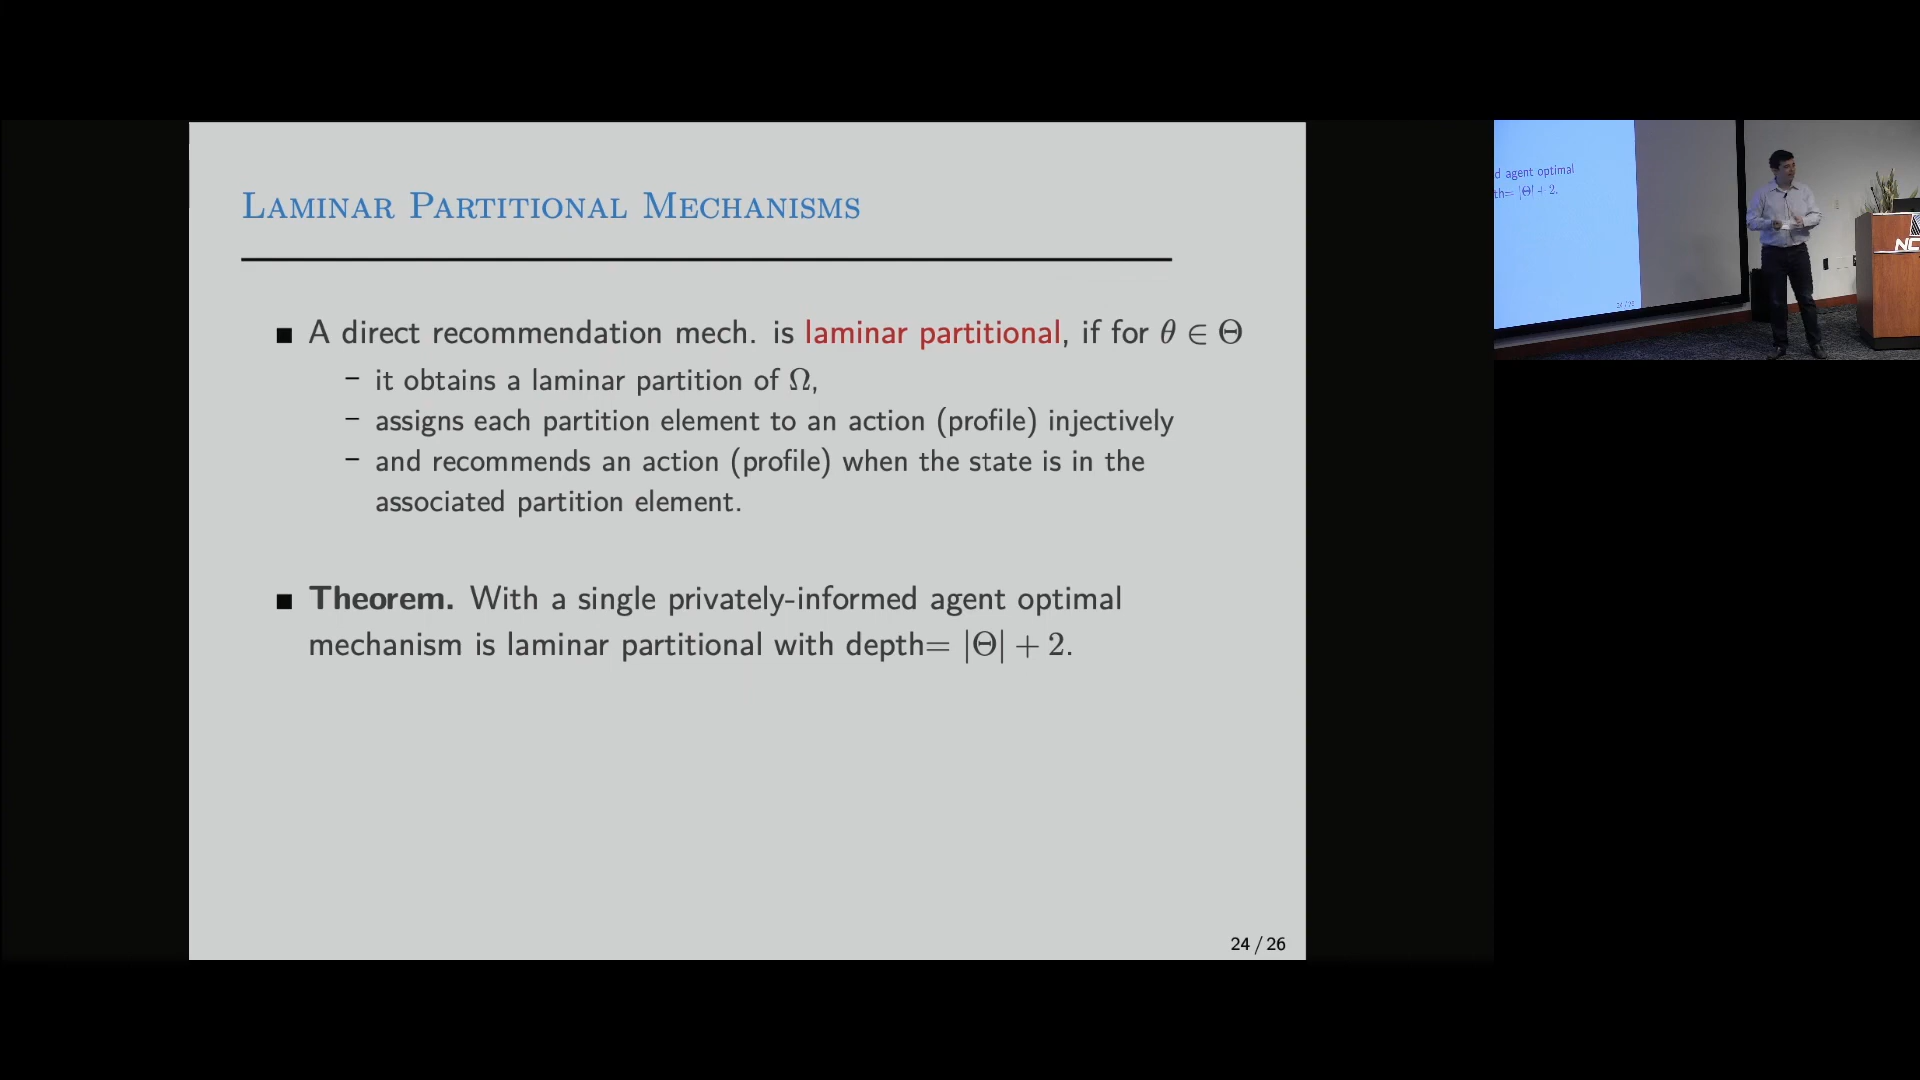 Laminar Partitional Mechanisms
■ A direct recommendation mech. is laminar partitional, if for θ ∈ Θ
– it obtains a laminar partition of Ω,
– assigns each partition element to an action (profile) injectively
– and recommends an action (profile) when the state is in the
associated partition element.
■ Theorem. With a single privately-informed agent optimal
mechanism is laminar partitional with depth= |Θ| + 2.
24 / 26
d agent optimal
th= |Θ| + 2.
24 / 26
NC